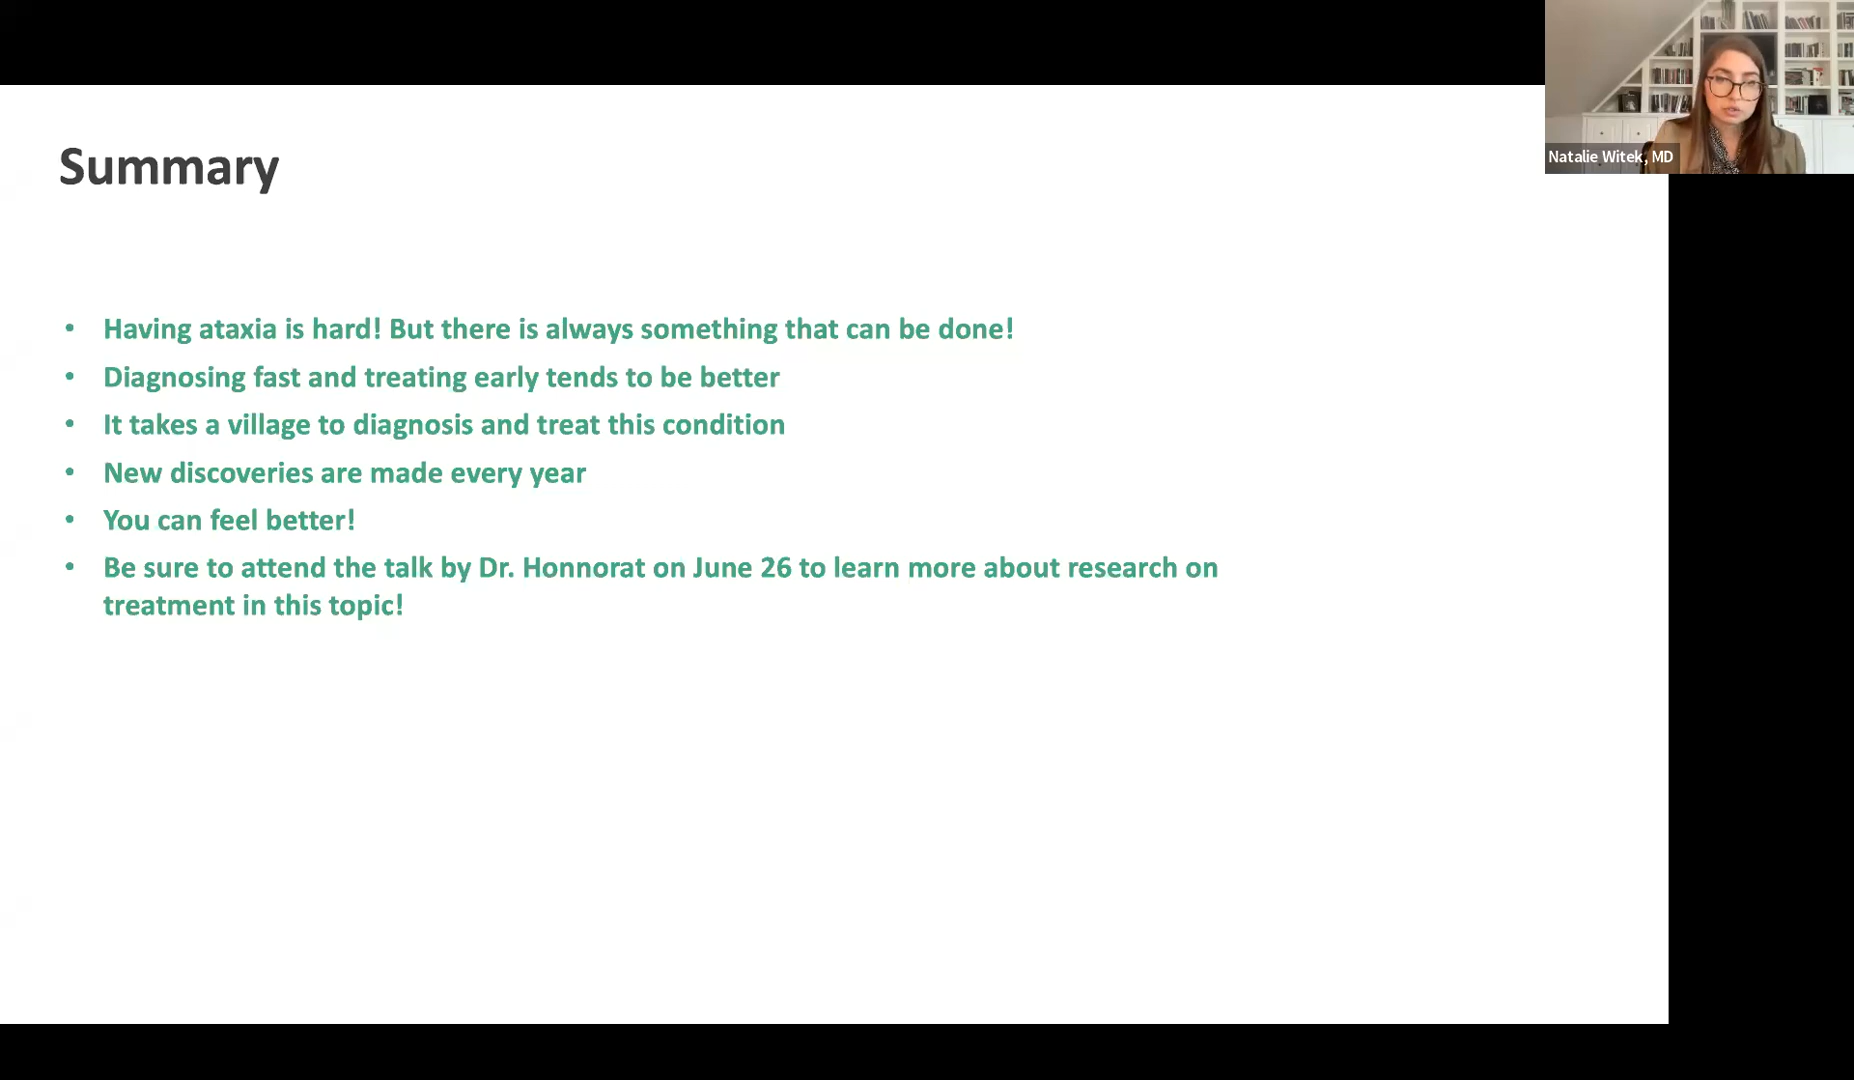 Natalie Witek, MD
Summary
• Having ataxia is hard! But there is always something that can be done!
• Diagnosing fast and treating early tends to be better
• It takes a village to diagnosis and treat this condition
• New discoveries are made every year
• You can feel better!
• Be sure to attend the talk by Dr. Honnorat on June 26 to learn more about research on
treatment in this topic!